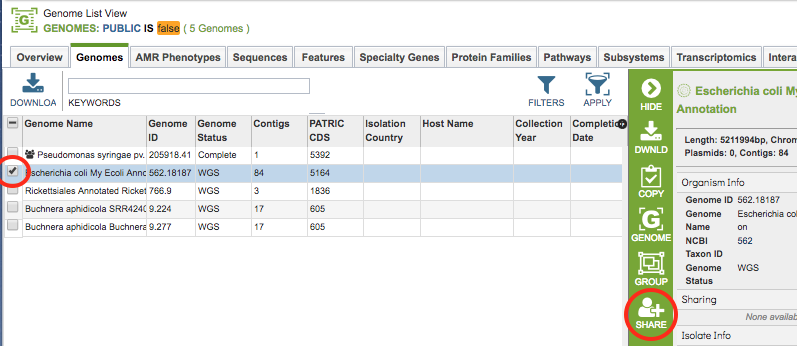 Genome List View
GENOMES: PUBLIC IS false ( 5 Genomes )
Overview Genomes AMR Phenotypes Sequences Features Specialty Genes Protein Families Pathways Subsystems Transcriptomics Intera
DOWNLOA KEYWORDS FILTERS APPLY
Genome Name Genome ID Genome Status Contigs PATRIC CDS Isolation Country Host Name Collection Year Completion Date
Pseudomonas syringae pv. 205918.41 Complete 1 5392
Escherichia coli My Ecoli Anno 562.18187 WGS 84 5164
Rickettsiales Annotated Ricket 766.9 WGS 3 1836
Buchnera aphidicola SRR4240 9.224 WGS 17 605
Buchnera aphidicola Buchnera 9.277 WGS 17 605
HIDE
DWNLD
COPY
G
GENOME
GROUP
SHARE
Escherichia coli My
Annotation
Length: 5211994bp, Chrom
Plasmids: 0, Contigs: 84
Organism Info
Genome ID 562.18187
Genome Name Escherichia coli
on
NCBI Taxon ID 562
Genome Status WGS
Sharing
None availab
Isolate Info